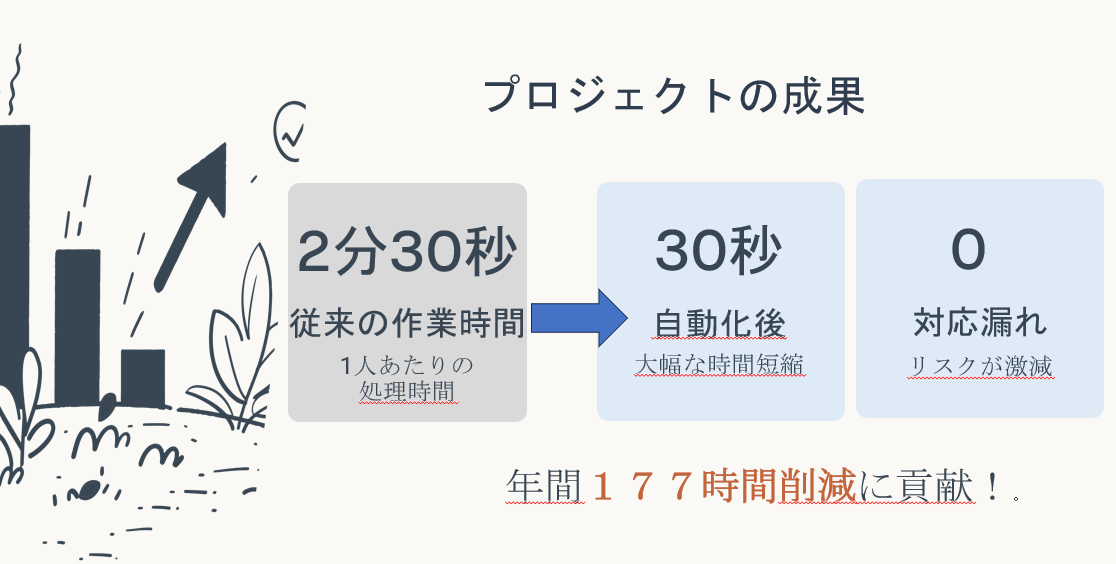 プロジェクトの成果
2分30秒
従来の作業時間
1人あたりの
処理時間
30秒
自動化後
大幅な時間短縮
0
対応漏れ
リスクが激減
年間１７７時間削減に貢献！。